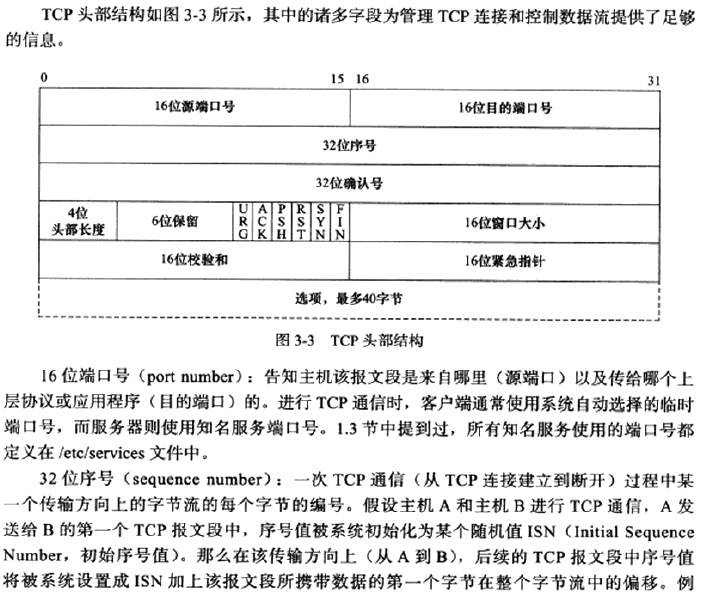 TCP 头部结构如图 3-3 所示，其中的诸多字段为管理 TCP 连接和控制数据流提供了足够
的信息。
0 15 16 31
16位源端口号 16位目的端口号
32位序号
32位确认号
4位
头部长度 6位保留 URG ACK PSH RST SYN FIN 16位窗口大小
16位校验和 16位紧急指针
选项，最多40字节
图 3-3 TCP 头部结构
16 位端口号（port number）：告知主机该报文段是来自哪里（源端口）以及传给哪个上
层协议或应用程序（目的端口）的。进行 TCP 通信时，客户端通常使用系统自动选择的临时
端口号，而服务器则使用知名服务端口号。1.3 节中提到过，所有知名服务使用的端口号都
定义在 /etc/services 文件中。
32 位序号（sequence number）：一次 TCP 通信（从 TCP 连接建立到断开）过程中某
一个传输方向上的字节流的每个字节的编号。假设主机 A 和主机 B 进行 TCP 通信，A 发
送给 B 的第一个 TCP 报文段中，序号值被系统初始化为某个随机值 ISN（Initial Sequence
Number，初始序号值）。那么在该传输方向上（从 A 到 B），后续的 TCP 报文段中序号值
将被系统设置成 ISN 加上该报文段所携带数据的第一个字节在整个字节流中的偏移。例